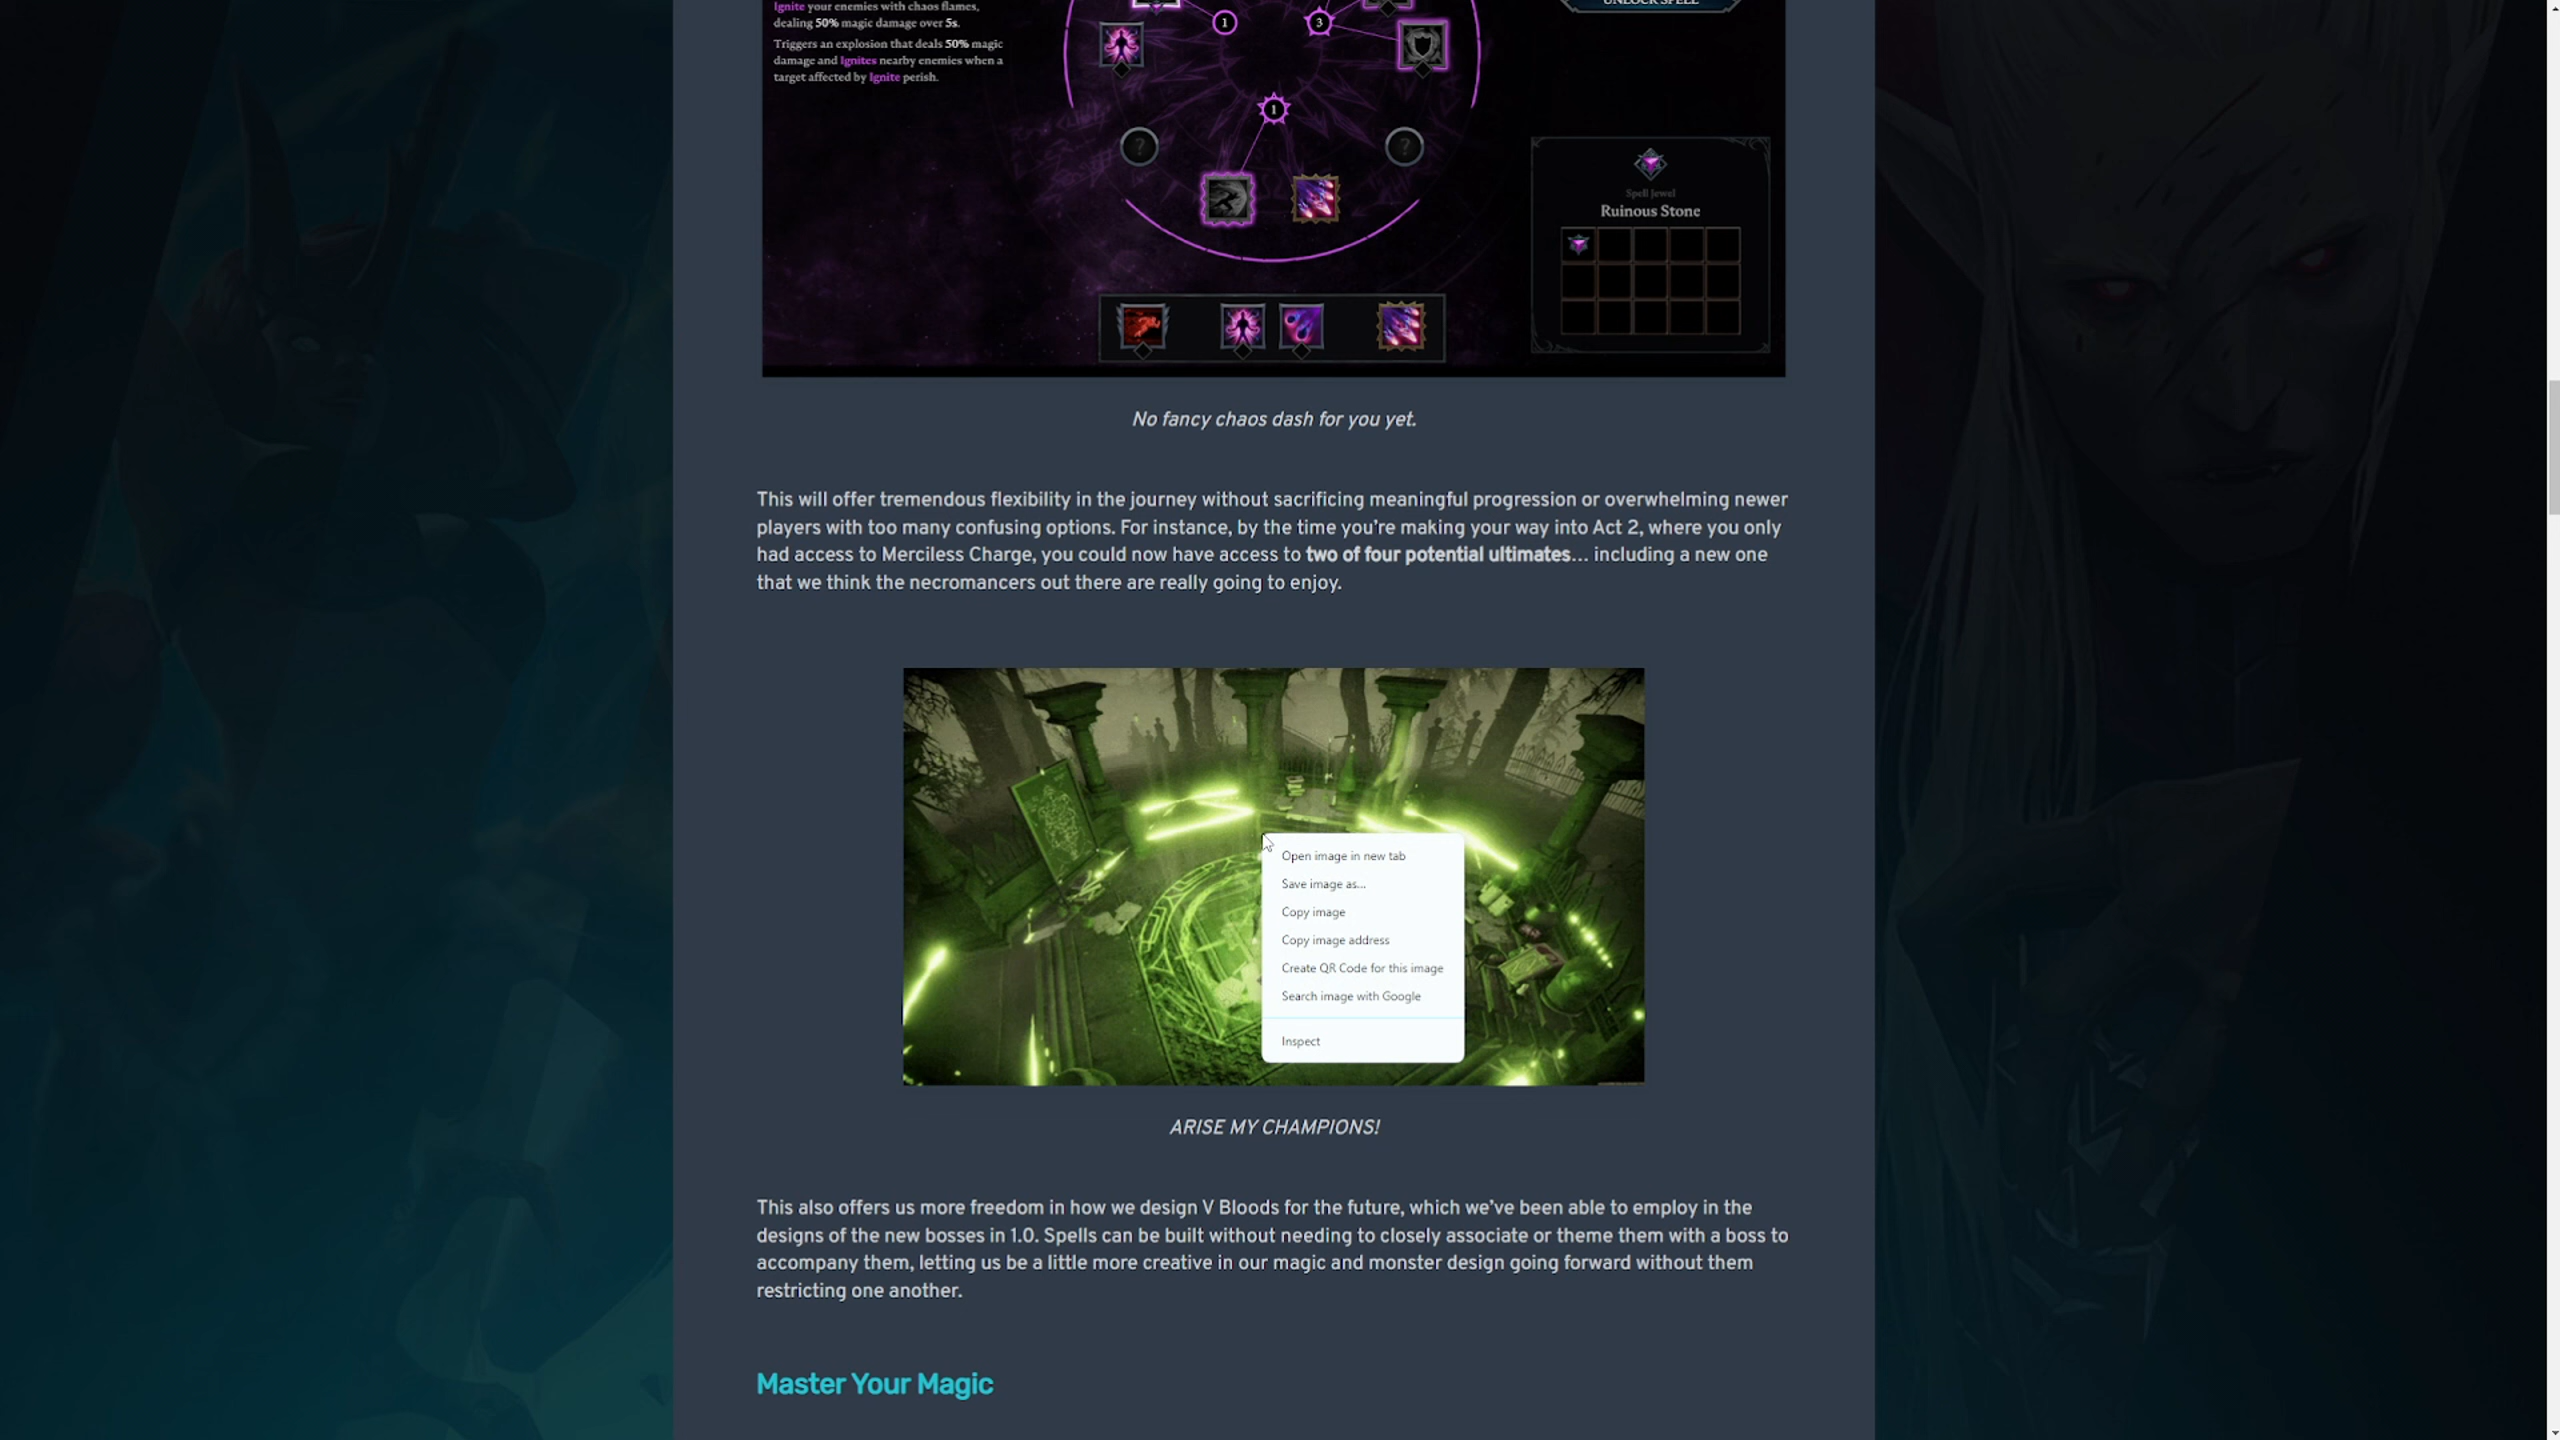 Ignite your enemies with chaos flames,
dealing 50% magic damage over 5s.
Triggers an explosion that deals 50% magic
damage and Ignites nearby enemies when a
target affected by Ignite perish.
UNLOCK SPELL
1
3
1
?
?
Spell Jewel
Ruinous Stone
No fancy chaos dash for you yet.
This will offer tremendous flexibility in the journey without sacrificing meaningful progression or overwhelming newer
players with too many confusing options. For instance, by the time you’re making your way into Act 2, where you only
had access to Merciless Charge, you could now have access to two of four potential ultimates... including a new one
that we think the necromancers out there are really going to enjoy.
Open image in new tab
Save image as...
Copy image
Copy image address
Create QR Code for this image
Search image with Google
Inspect
ARISE MY CHAMPIONS!
This also offers us more freedom in how we design V Bloods for the future, which we’ve been able to employ in the
designs of the new bosses in 1.0. Spells can be built without needing to closely associate or theme them with a boss to
accompany them, letting us be a little more creative in our magic and monster design going forward without them
restricting one another.
Master Your Magic